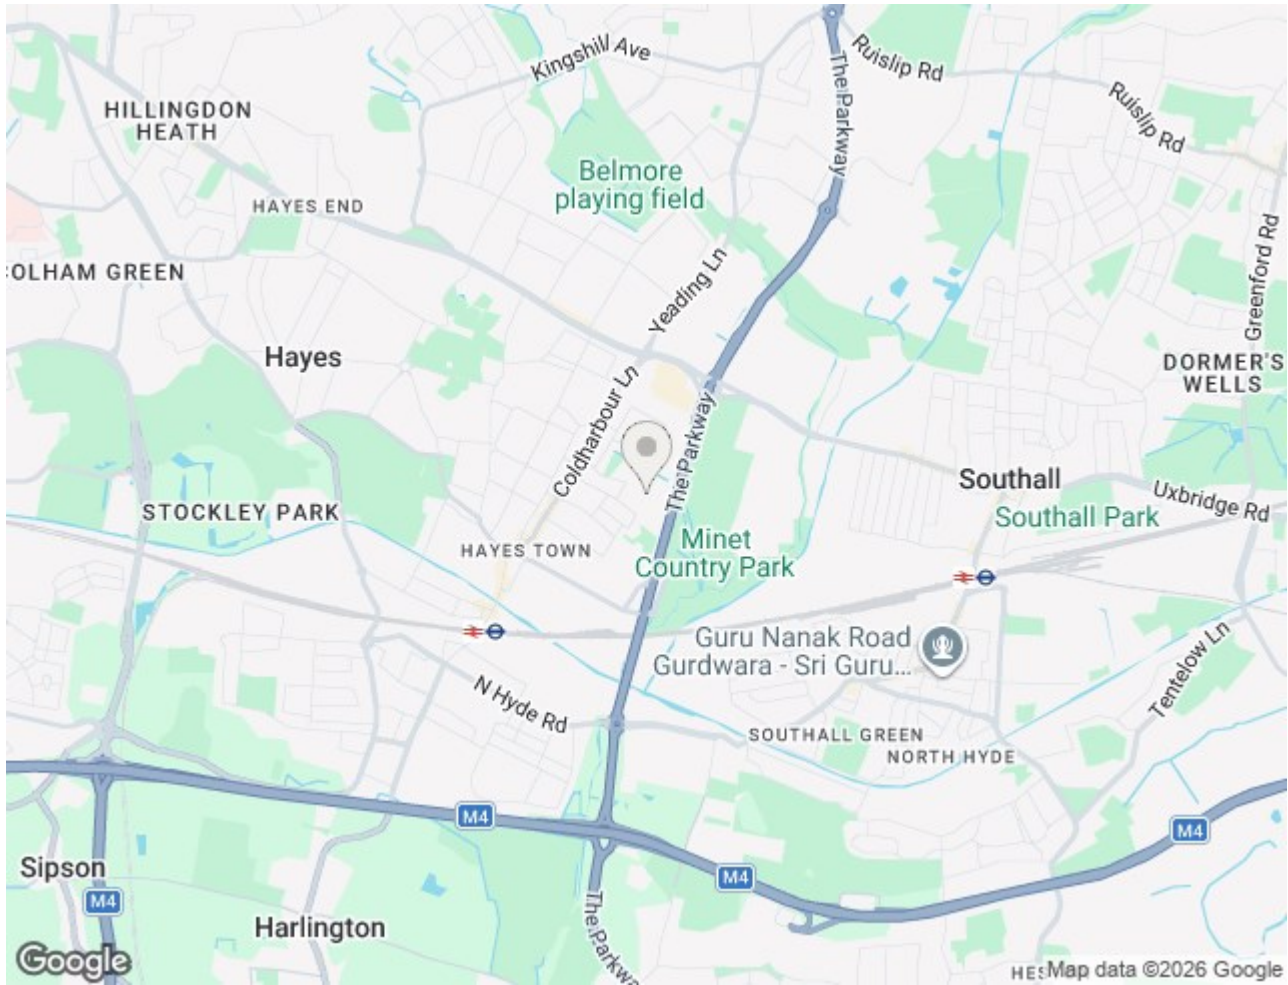 Kingshill Ave
Ruislip Rd
The Parkway
Ruislip Rd
HILLINGDON
HEATH
Belmore
playing field
HAYES END
COLHAM GREEN
Yeading Ln
Greenford Rd
Hayes
DORMER'S
WELLS
Coldharbour Ln
The Parkway
Southall
Uxbridge Rd
STOCKLEY PARK
Southall Park
HAYES TOWN
Minet
Country Park
Guru Nanak Road
Gurdwara - Sri Guru...
Tentelow Ln
N Hyde Rd
SOUTHALL GREEN
NORTH HYDE
M4
M4
Sipson
M4
M4
The Parkwa
Harlington
Google
HES
Map data ©2026 Google